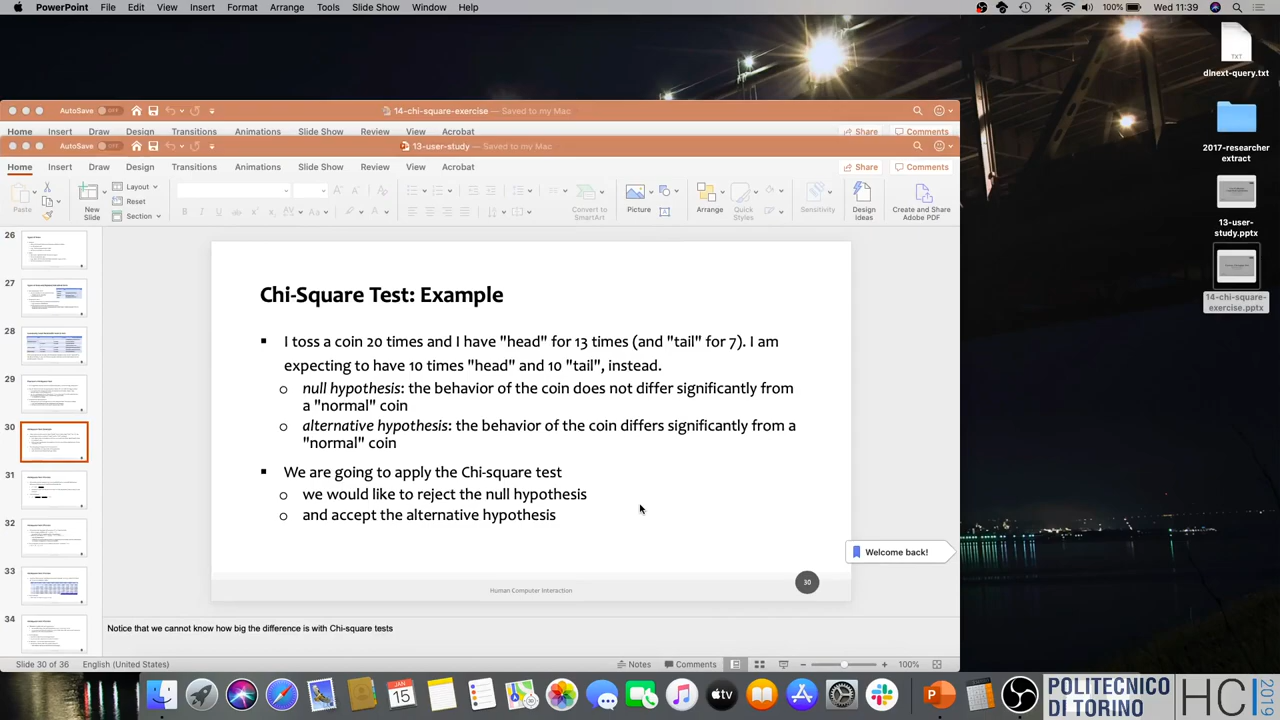 PowerPoint File Edit View Insert Format Arrange Tools Slide Show Window Help
100% Wed 11:39
dlnext-query.txt
2017-researcher
extract
13-user-
study.pptx
14-chi-square-
exercise.pptx
AutoSave OFF 14-chi-square-exercise — Saved to my Mac
Home Insert Draw Design Transitions Animations Slide Show Review View Acrobat Share Comments
AutoSave OFF 13-user-study — Saved to my Mac
Home Insert Draw Design Transitions Animations Slide Show Review View Acrobat Share Comments
Paste New Slide Layout Reset Section Convert to SmartArt Picture Arrange Quick Styles Sensitivity Design Ideas Create and Share Adobe PDF
26
27
28
29
30
31
32
33
34
Chi-Square Test: Example
▪ I toss a coin 20 times and I have "head" for 13 times (and "tail" for 7). I am
expecting to have 10 times "head" and 10 "tail", instead.
o null hypothesis: the behavior of the coin does not differ significantly from
a "normal" coin
o alternative hypothesis: the behavior of the coin differs significantly from a
"normal" coin
▪ We are going to apply the Chi-square test
o we would like to reject the null hypothesis
o and accept the alternative hypothesis
Welcome back!
Human Computer Interaction
30
Notice that we cannot know how big the difference is with Chi-square tests
Slide 30 of 36 English (United States) Notes Comments 100%
JAN
15
tv
POLITECNICO
DI TORINO
HCI
2019